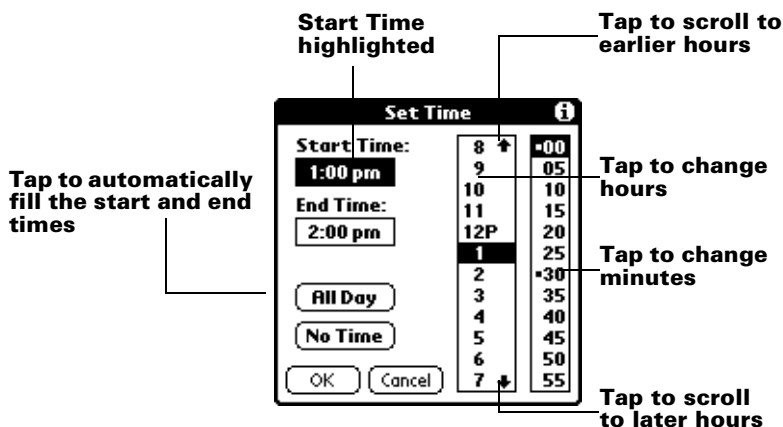 Start Time
highlighted
Tap to scroll to
earlier hours
Tap to automatically
fill the start and end
times
Set Time
Start Time:
1:00 pm
End Time:
2:00 pm
All Day
No Time
OK
Cancel
8
9
10
11
12P
1
2
3
4
5
6
7
00
05
10
15
20
25
30
35
40
45
50
55
Tap to change
hours
Tap to change
minutes
Tap to scroll
to later hours